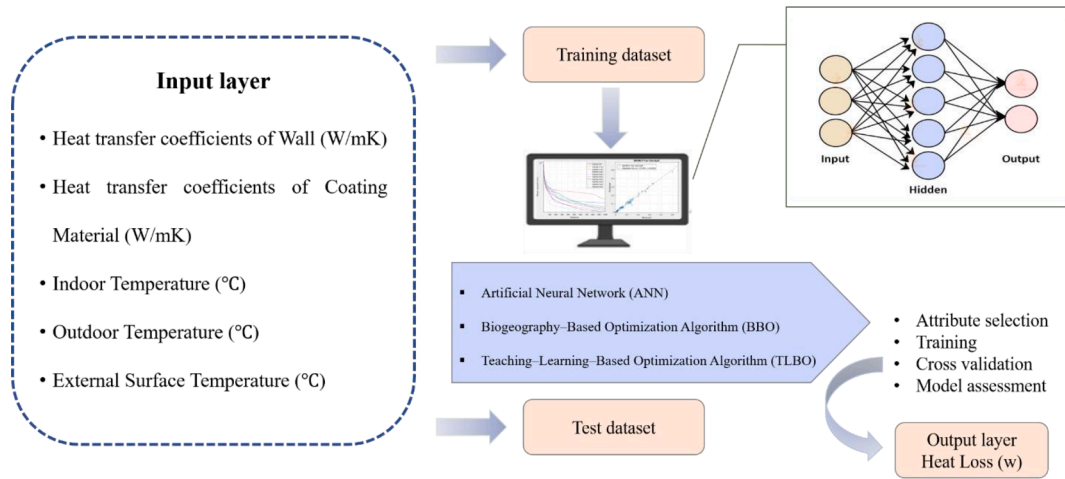 Input layer
• Heat transfer coefficients of Wall (W/mK)
• Heat transfer coefficients of Coating
Material (W/mK)
• Indoor Temperature (℃)
• Outdoor Temperature (℃)
• External Surface Temperature (℃)
Training dataset
Input
Hidden
Output
▪ Artificial Neural Network (ANN)
▪ Biogeography–Based Optimization Algorithm (BBO)
▪ Teaching–Learning–Based Optimization Algorithm (TLBO)
Test dataset
• Attribute selection
• Training
• Cross validation
• Model assessment
Output layer
Heat Loss (w)